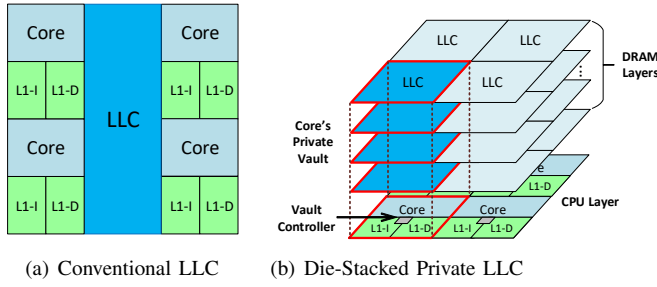 Core
Core
L1-I
L1-D
L1-I
L1-D
LLC
Core
Core
L1-I
L1-D
L1-I
L1-D
(a) Conventional LLC
LLC
LLC
LLC
LLC
DRAM
Layers
Core's
Private
Vault
e
L1-D
CPU Layer
Vault
Controller
Core
Core
L1-I
L1-D
L1-I
L1-D
(b) Die-Stacked Private LLC